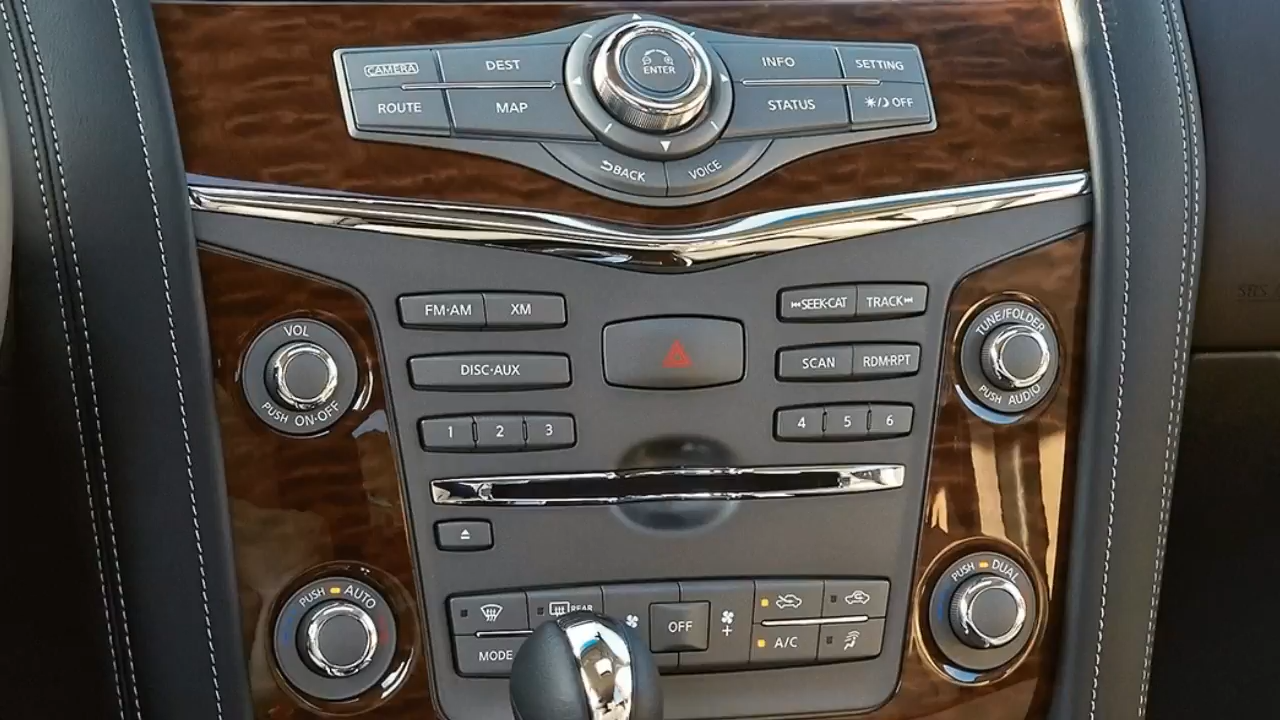 CAMERA DEST ENTER INFO SETTING
ROUTE MAP STATUS OFF
BACK VOICE
FM·AM XM SEEK·CAT TRACK
VOL TUNE/FOLDER
DISC·AUX SCAN RDM·RPT
PUSH ON·OFF PUSH AUDIO
1 2 3 4 5 6
PUSH AUTO PUSH DUAL
REAR
OFF +
MODE A/C
SRS